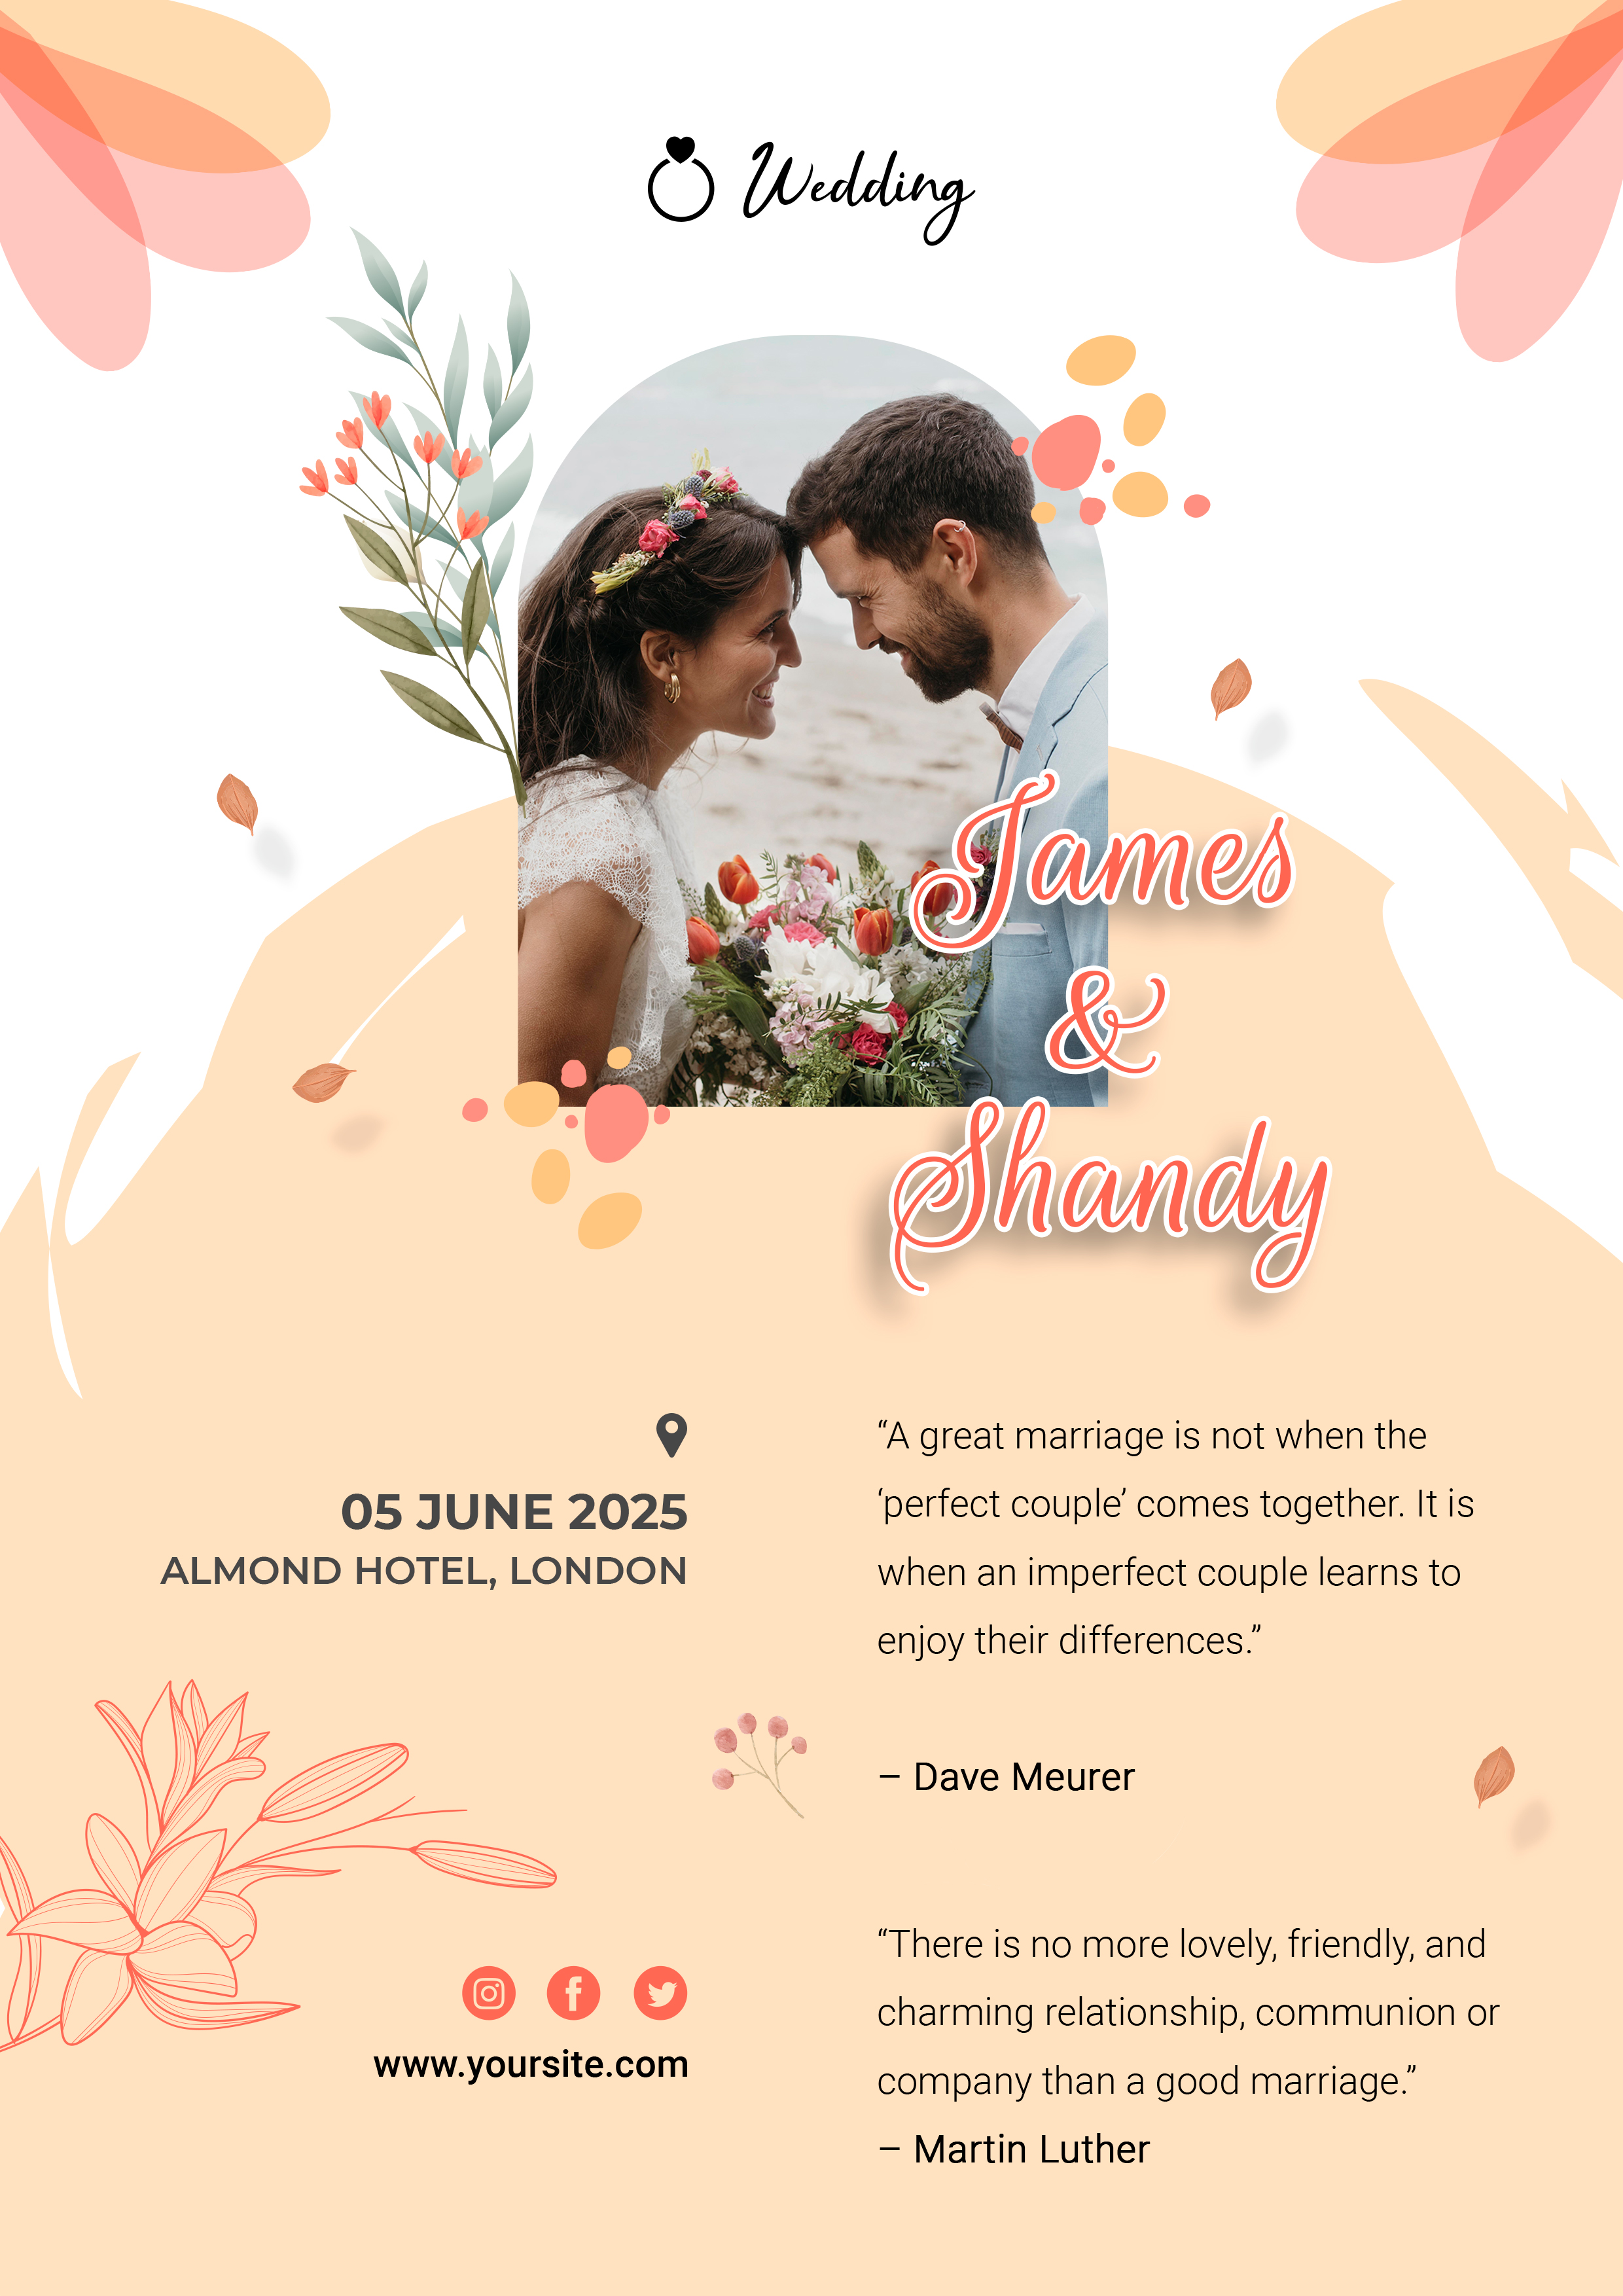 Wedding
James
&
Shandy
05 JUNE 2025
ALMOND HOTEL, LONDON
“A great marriage is not when the
‘perfect couple’ comes together. It is
when an imperfect couple learns to
enjoy their differences.”
– Dave Meurer
“There is no more lovely, friendly, and
charming relationship, communion or
company than a good marriage.”
– Martin Luther
www.yoursite.com